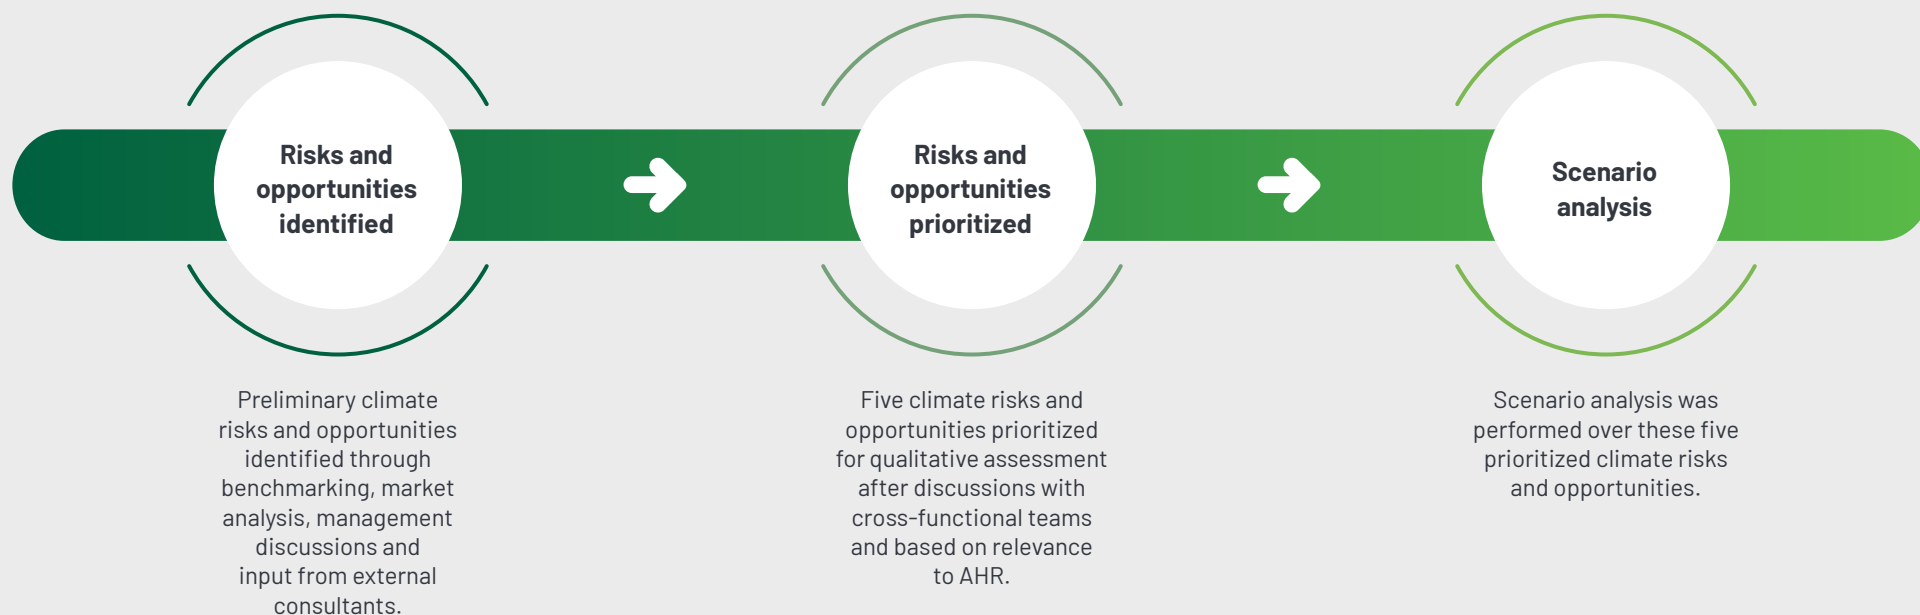 Risks and
opportunities
identified
Preliminary climate
risks and opportunities
identified through
benchmarking, market
analysis, management
discussions and
input from external
consultants.
Risks and
opportunities
prioritized
Five climate risks and
opportunities prioritized
for qualitative assessment
after discussions with
cross-functional teams
and based on relevance
to AHR.
Scenario
analysis
Scenario analysis was
performed over these five
prioritized climate risks
and opportunities.